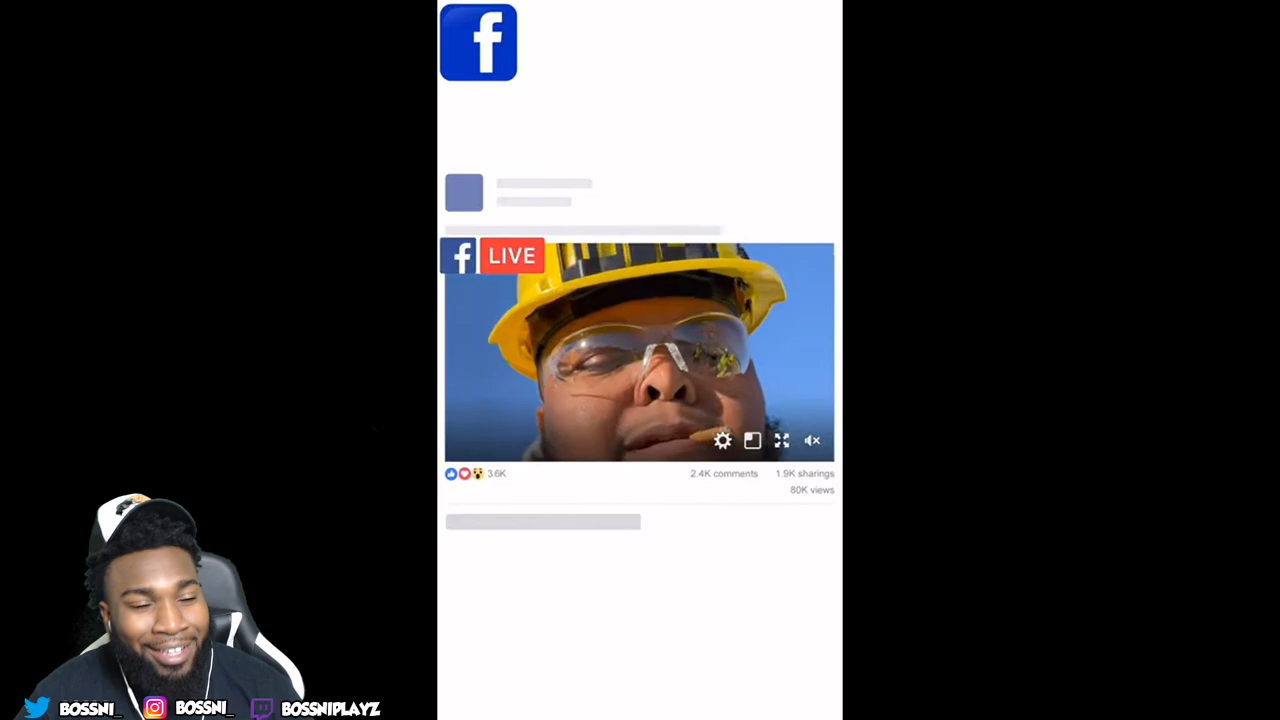 f
f LIVE
3.6K 2.4K comments 1.9K sharings
80K views
BOSSNI_ BOSSNI_ BOSSNIPLAYZ